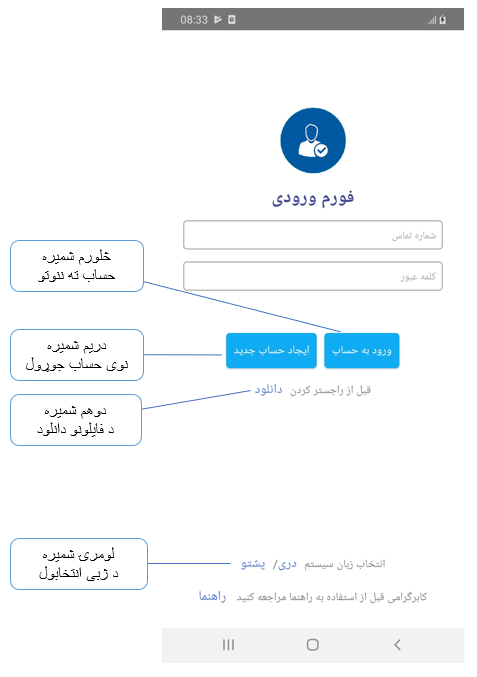 08:33
فورم ورودی
شماره تماس
کلمه عبور
څلورم شمیره
حساب ته ننوتو
ورود به حساب
ایجاد حساب جدید
دریم شمیره
نوی حساب جوړول
قبل از راجستر کردن دانلود
دوهم شمیره
د فایلونو دانلود
لومړی شمیره
د ژبی انتخابول
انتخاب زبان سیستم دری/ پشتو
کابرگرامی قبل از استفاده به راهنما مراجعه کنید راهنما